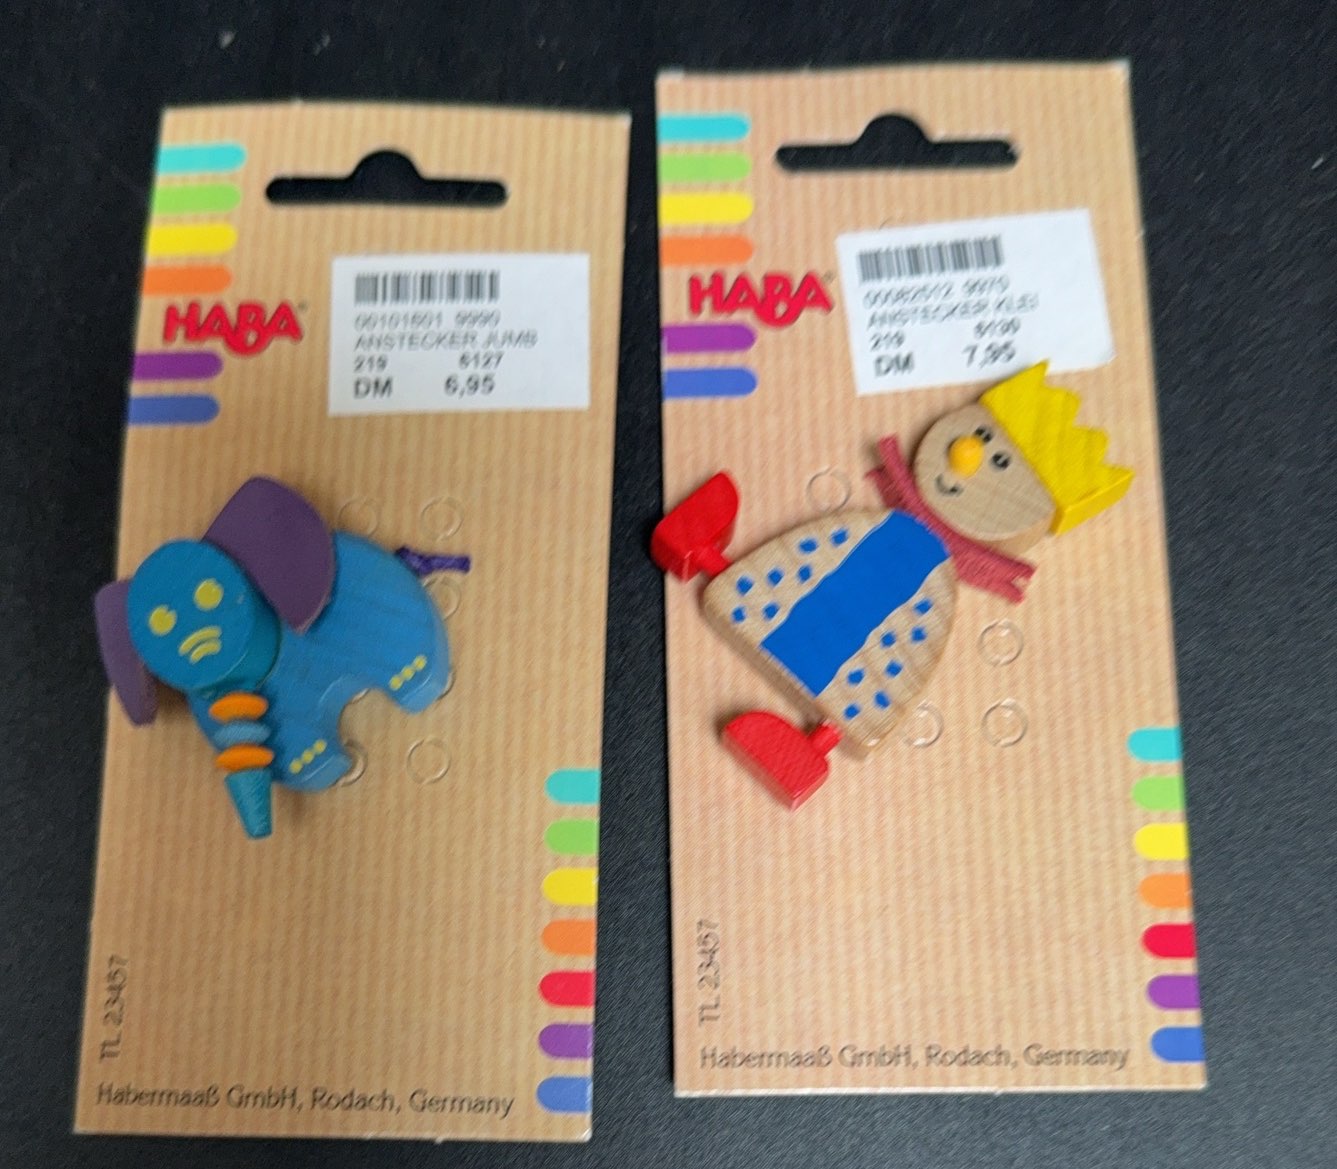 HABA
00101601 9990
ANSTECKER JUMB
219 6127
DM 6,95
TL 23457
Habermaaß GmbH, Rodach, Germany
HABA
00082012 9970
ANSTECKER KLEI
219
DM 7,95
TL 23457
Habermaaß GmbH, Rodach, Germany